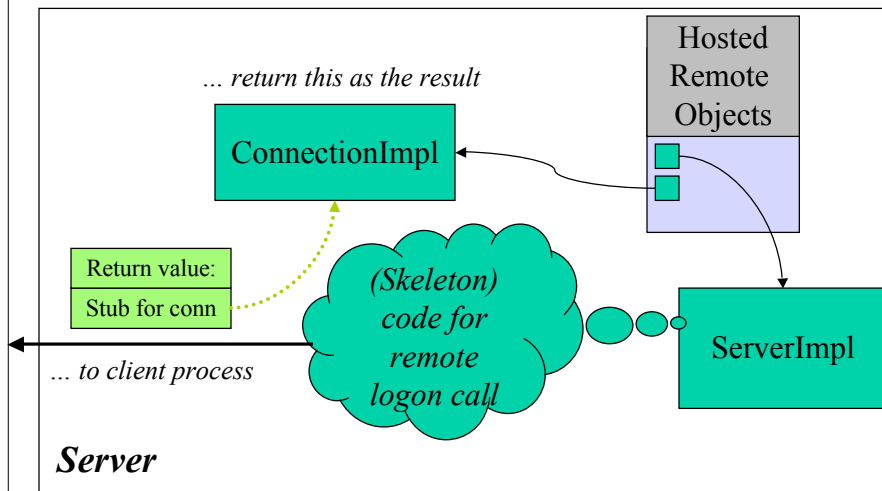 Hosted
Remote
Objects
... return this as the result
ConnectionImpl
Return value:
Stub for conn
(Skeleton)
code for
remote
logon call
ServerImpl
... to client process
Server